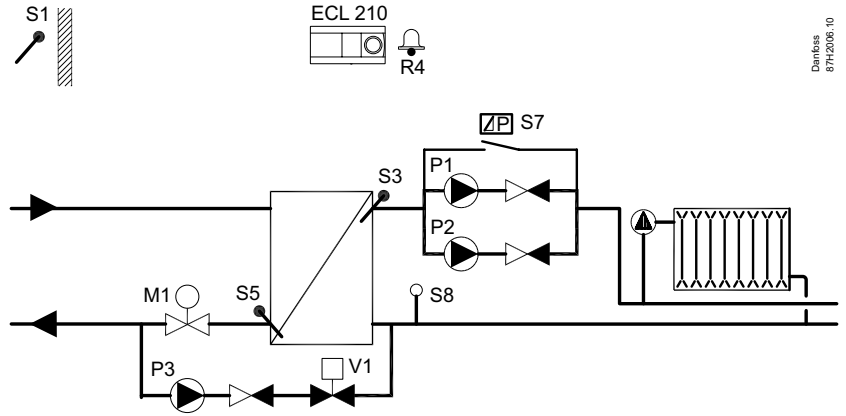 S1
ECL 210
R4
Danfoss
87H2006.10
P S7
P1
S3
P2
M1
S5
S8
P3
V1